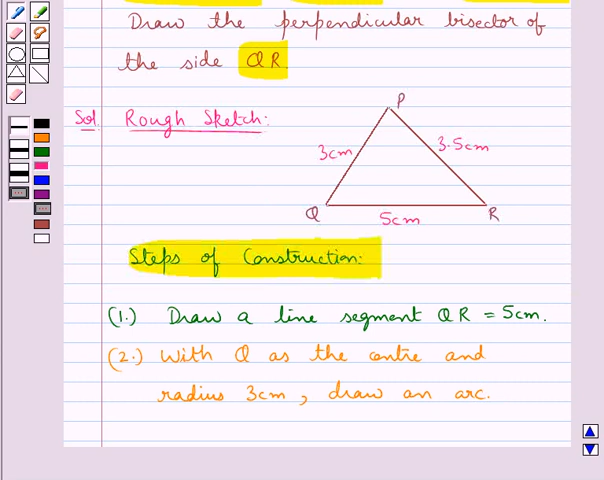 Draw the perpendicular bisector of
the side QR.
Sol. Rough Sketch:
P
3cm
3.5cm
Q
R
5cm
Steps of Construction:
(1.) Draw a line segment QR = 5cm.
(2.) With Q as the centre and
radius 3cm, draw an arc.